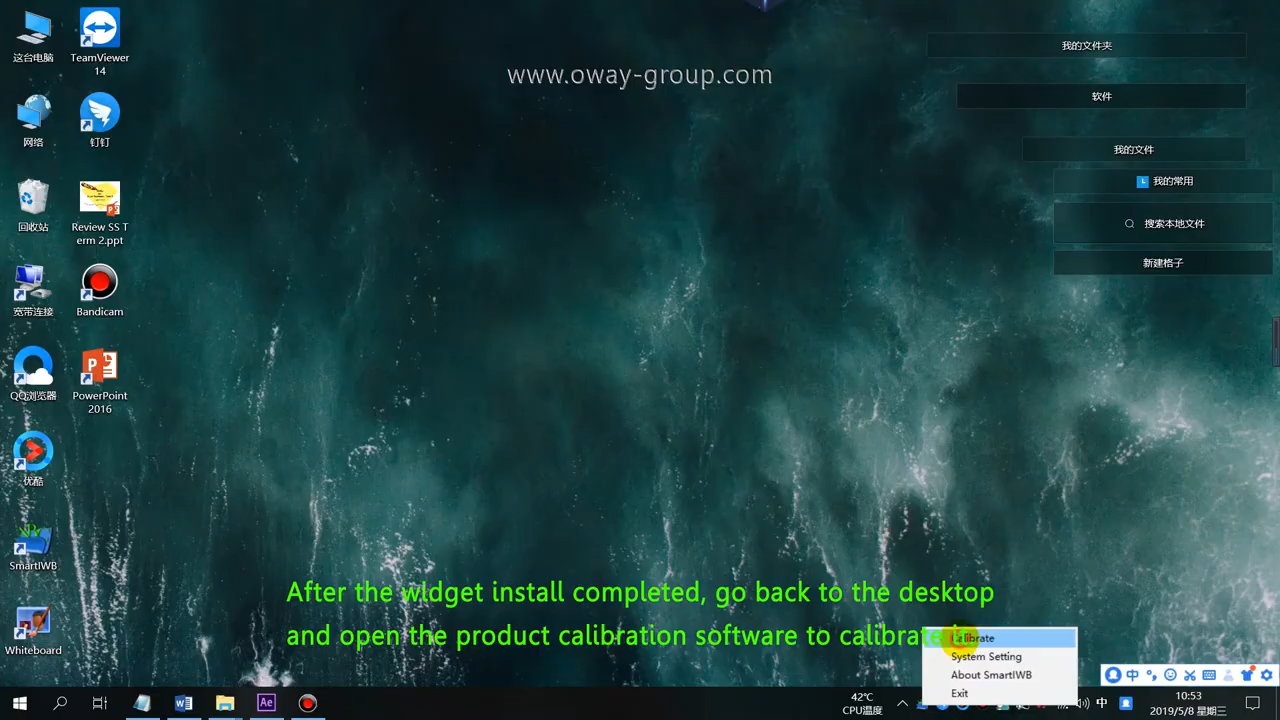 www.oway-group.com
这台电脑
TeamViewer
14
网络
钉钉
回收站
Review SS T
erm 2.ppt
宽带连接
Bandicam
QQ浏览器
PowerPoint
2016
优酷
SmartIWB
Whiteboard
我的文件夹
软件
我的文件
我的常用
搜索本地文件
新建格子
After the widget install completed, go back to the desktop
and open the product calibration software to calibrate it
Calibrate
System Setting
About SmartIWB
Exit
中
42°C
CPU温度
中
10:53
2019/5/8 星期三